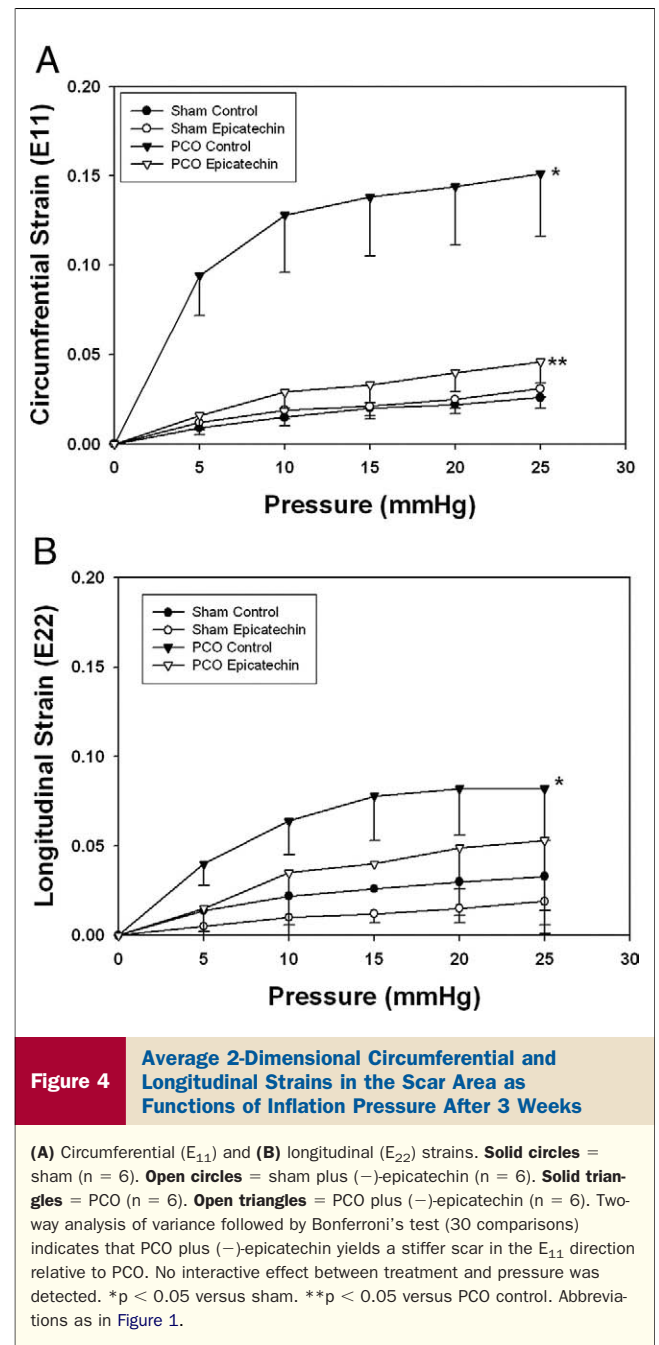 A
0.20
Sham Control
Sham Epicatechin
PCO Control
PCO Epicatechin
0.15
*
0.10
0.05
**
0.00
0 5 10 15 20 25 30
Circumfrential Strain (E11)
Pressure (mmHg)
B
0.20
Sham Control
Sham Epicatechin
PCO Control
PCO Epicatechin
0.15
0.10
*
0.05
0.00
0 5 10 15 20 25 30
Longitudinal Strain (E22)
Pressure (mmHg)
Figure 4
Average 2-Dimensional Circumferential and
Longitudinal Strains in the Scar Area as
Functions of Inflation Pressure After 3 Weeks
(A) Circumferential (E11) and (B) longitudinal (E22) strains. Solid circles =
sham (n = 6). Open circles = sham plus (−)-epicatechin (n = 6). Solid trian-
gles = PCO (n = 6). Open triangles = PCO plus (−)-epicatechin (n = 6). Two-
way analysis of variance followed by Bonferroni's test (30 comparisons)
indicates that PCO plus (−)-epicatechin yields a stiffer scar in the E11 direction
relative to PCO. No interactive effect between treatment and pressure was
detected. *p < 0.05 versus sham. **p < 0.05 versus PCO control. Abbrevia-
tions as in Figure 1.